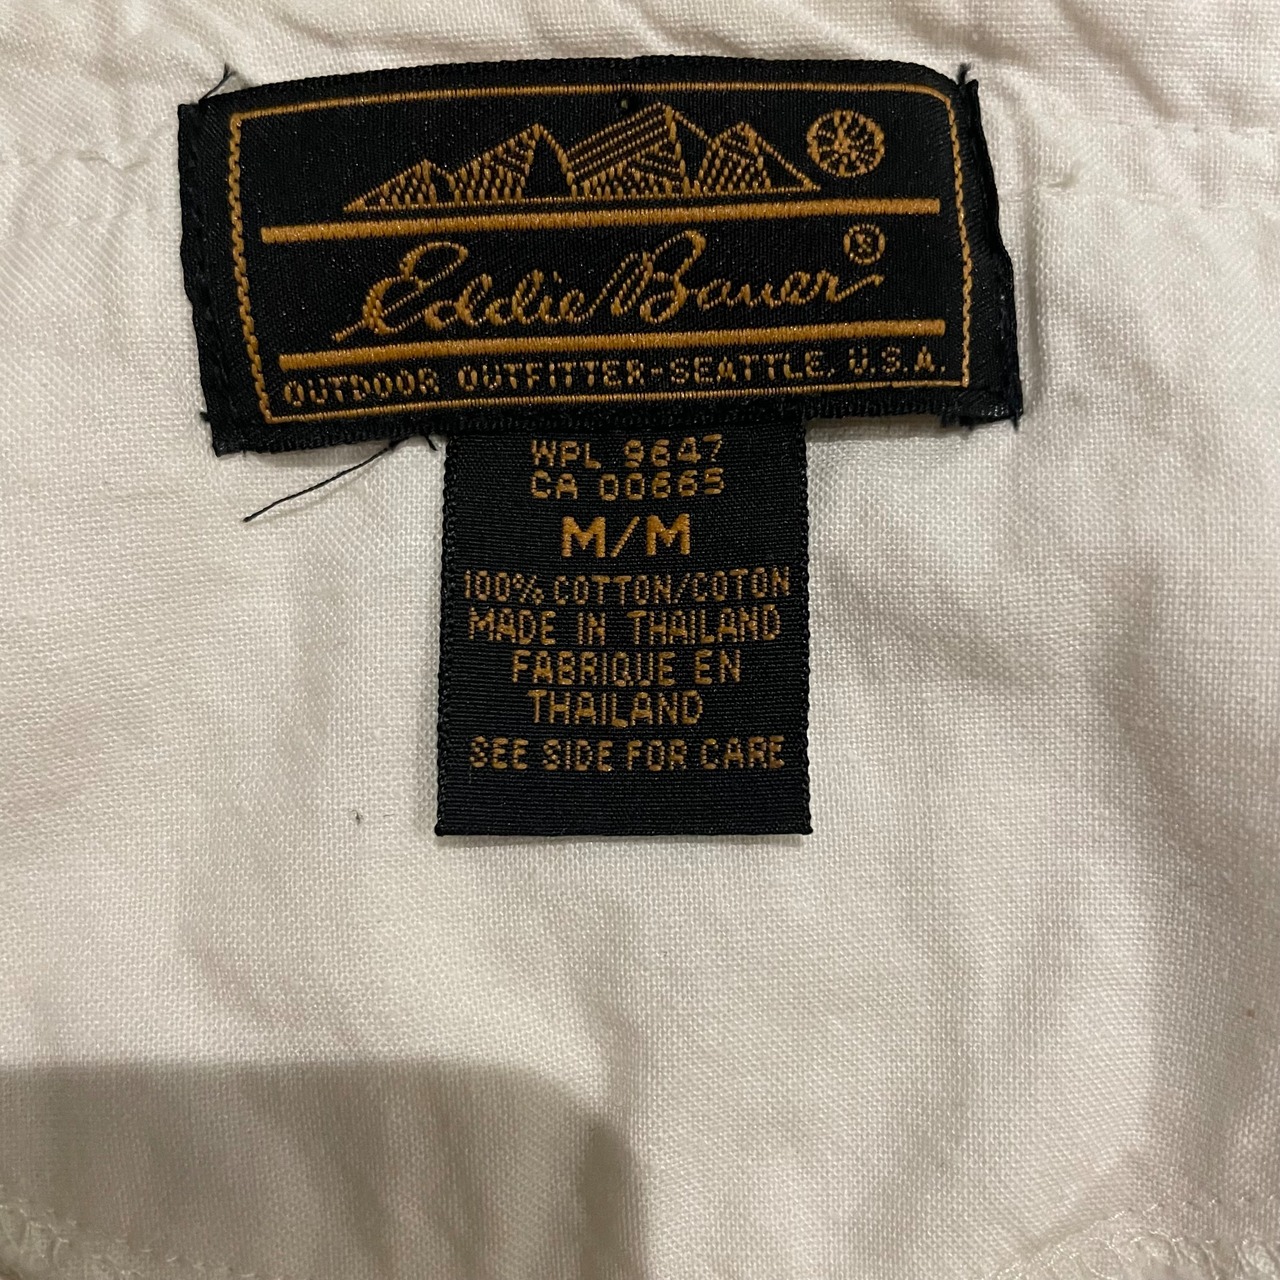 Eddie Bauer®
OUTDOOR OUTFITTER-SEATTLE, U.S.A.
WPL 9647
CA 00665
M/M
100% COTTON/COTON
MADE IN THAILAND
FABRIQUE EN
THAILAND
SEE SIDE FOR CARE